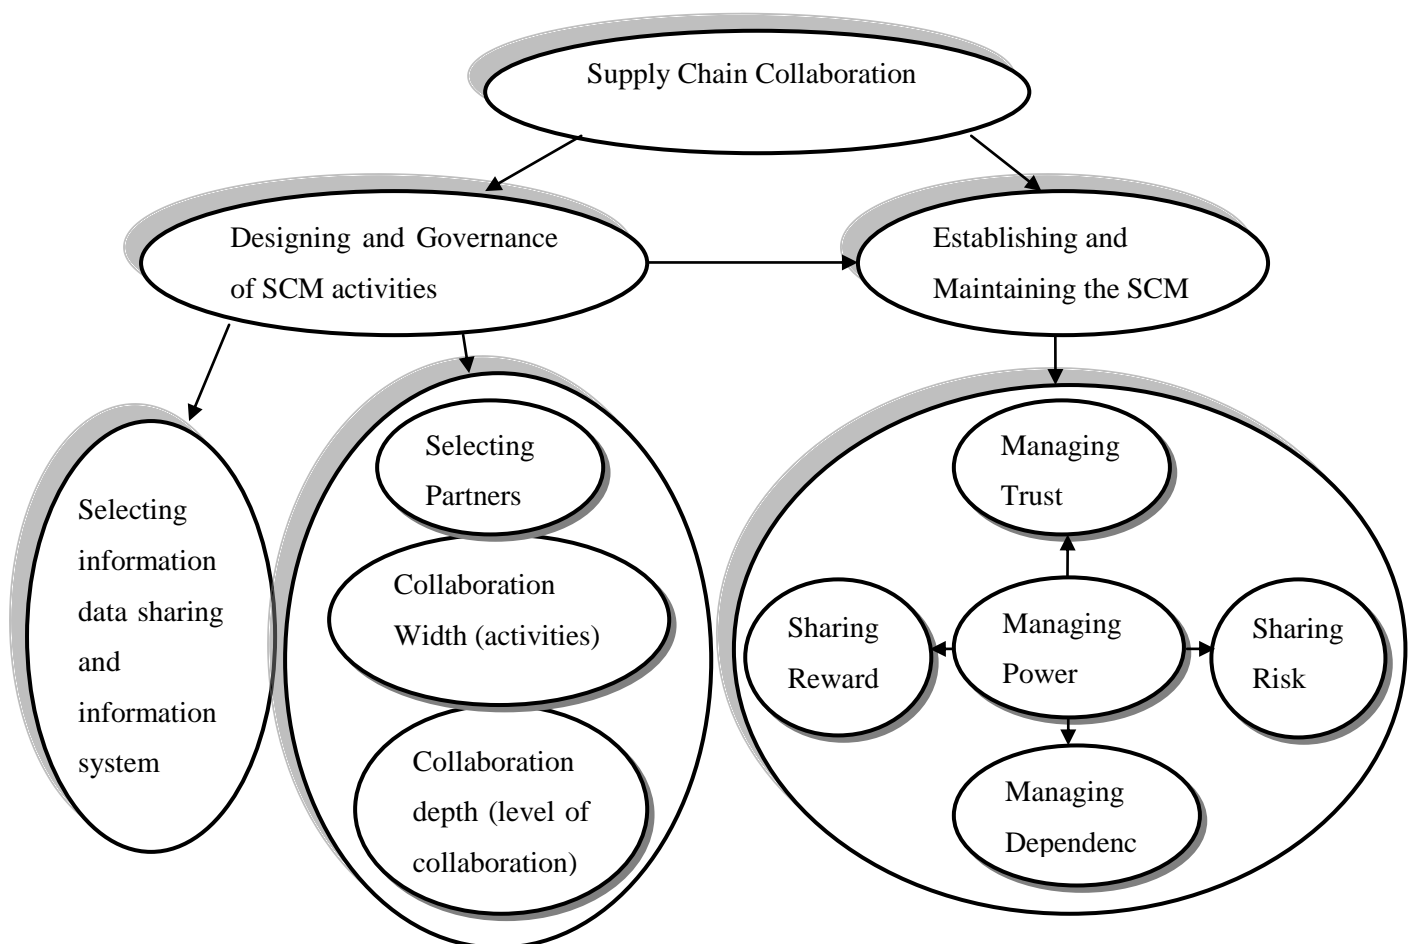 Supply Chain Collaboration
Designing and Governance
of SCM activities
Establishing and
Maintaining the SCM
Selecting
information
data sharing
and
information
system
Selecting
Partners
Collaboration
Width (activities)
Collaboration
depth (level of
collaboration)
Managing
Trust
Sharing
Reward
Managing
Power
Sharing
Risk
Managing
Dependenc